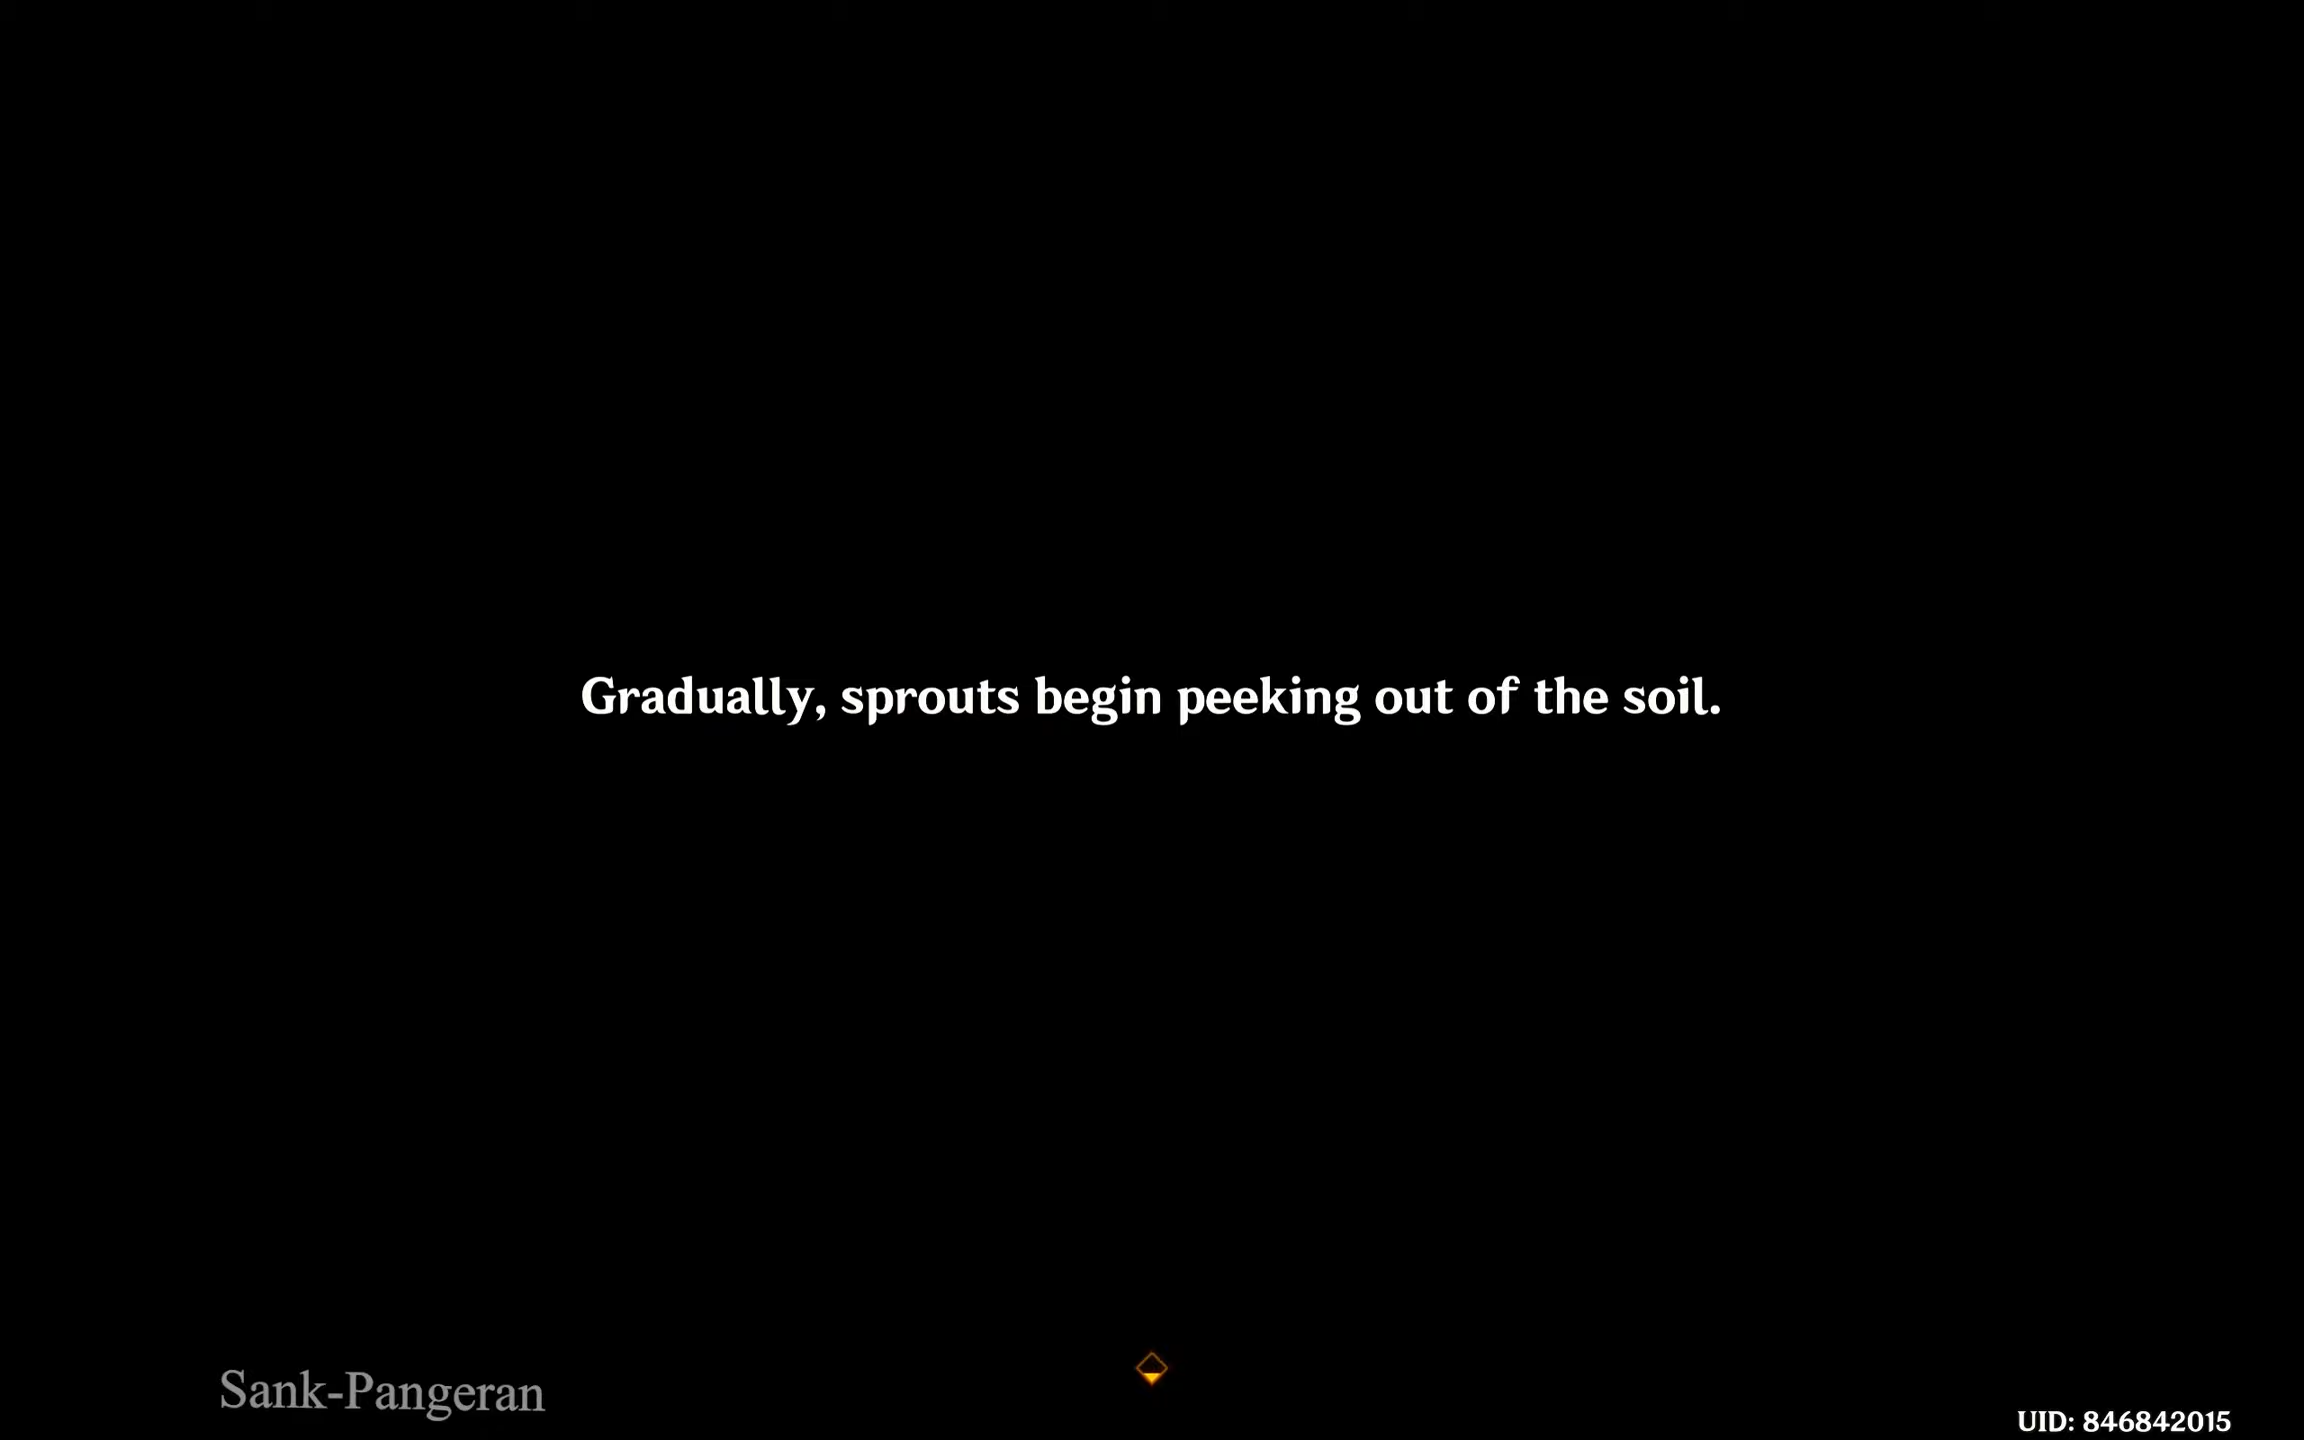 Gradually, sprouts begin peeking out of the soil.
Sank-Pangeran
UID: 846842015